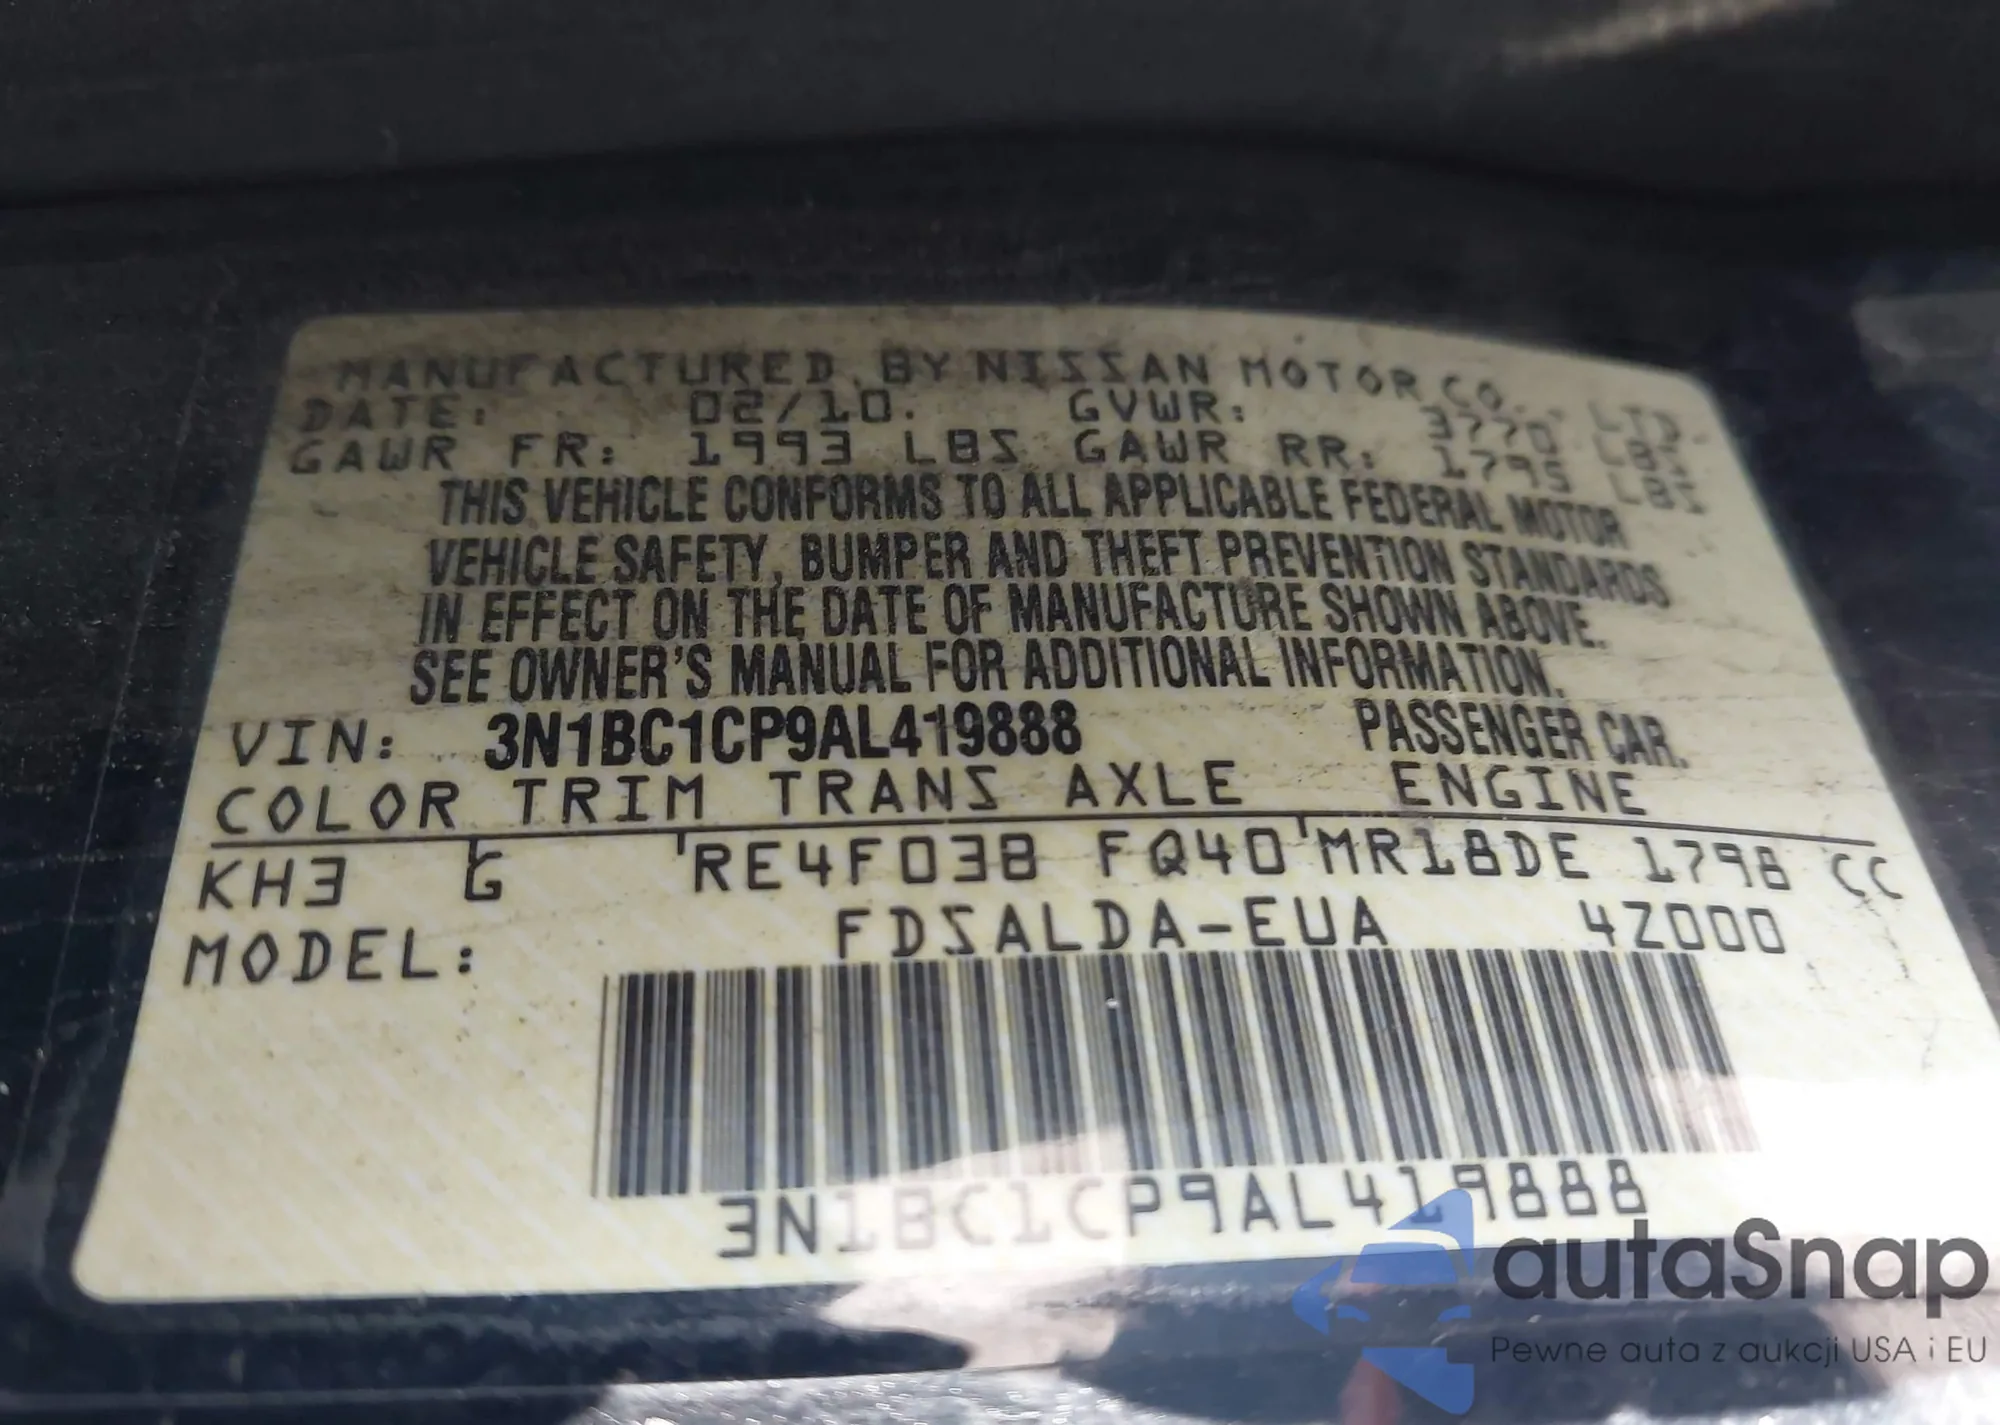 MANUFACTURED BY NISSAN MOTOR CO. LTD.
DATE: 02/10. GVWR: 3770 LBS
GAWR FR: 1993 LBS GAWR RR: 1795 LBS
THIS VEHICLE CONFORMS TO ALL APPLICABLE FEDERAL MOTOR
VEHICLE SAFETY, BUMPER AND THEFT PREVENTION STANDARDS
IN EFFECT ON THE DATE OF MANUFACTURE SHOWN ABOVE.
SEE OWNER'S MANUAL FOR ADDITIONAL INFORMATION.
VIN: 3N1BC1CP9AL419888 PASSENGER CAR.
COLOR TRIM TRANS AXLE ENGINE
KH3 G RE4F03B FQ40 MR18DE 1798 CC
MODEL: FDSALDA-EUA 4Z000
3N1BC1CP9AL419888
autaSnap
Pewne auta z aukcji USA i EU